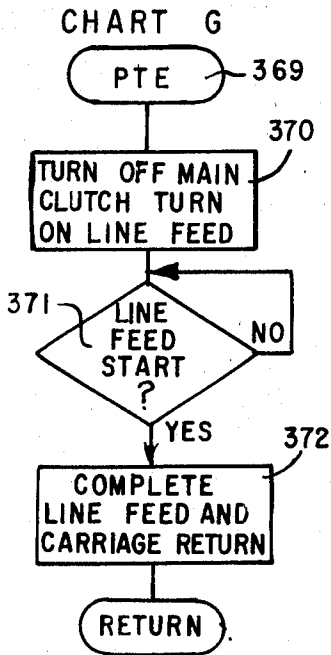 CHART G
PTE
369
370
TURN OFF MAIN
CLUTCH TURN
ON LINE FEED
371
LINE
FEED
START
?
NO
YES
372
COMPLETE
LINE FEED AND
CARRIAGE RETURN
RETURN